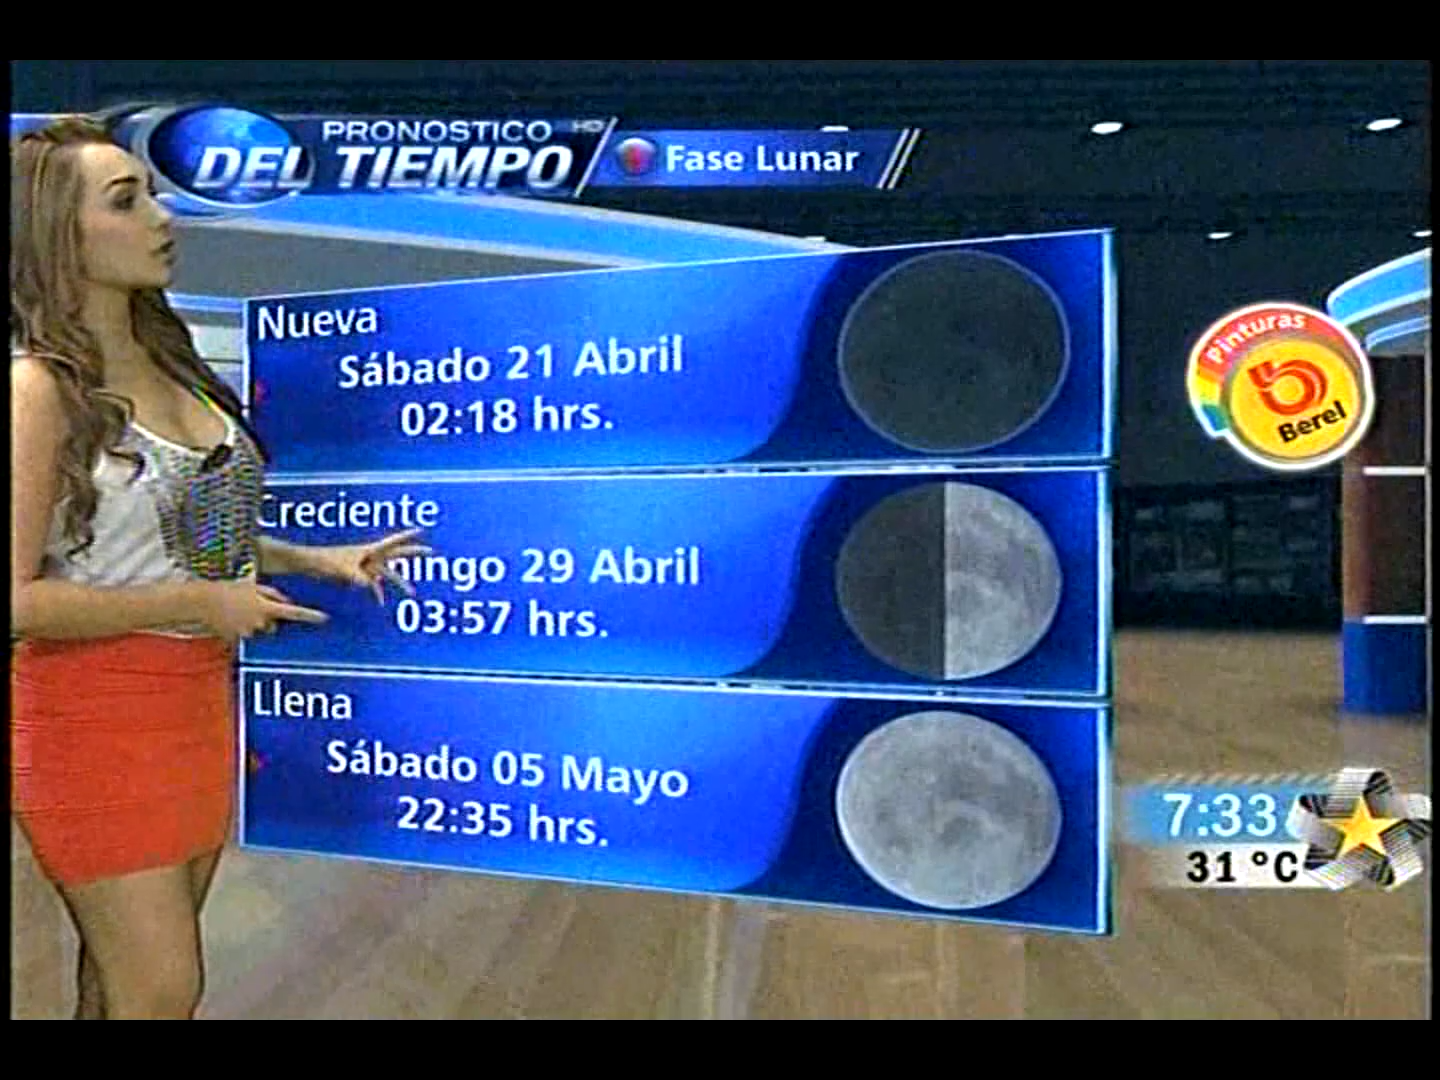 PRONOSTICO HD
DEL TIEMPO
Fase Lunar
Nueva
Sábado 21 Abril
02:18 hrs.
Creciente
29 Abril
03:57 hrs.
Llena
Sábado 05 Mayo
22:35 hrs.
Pinturas
Berel
7:33
31 °C